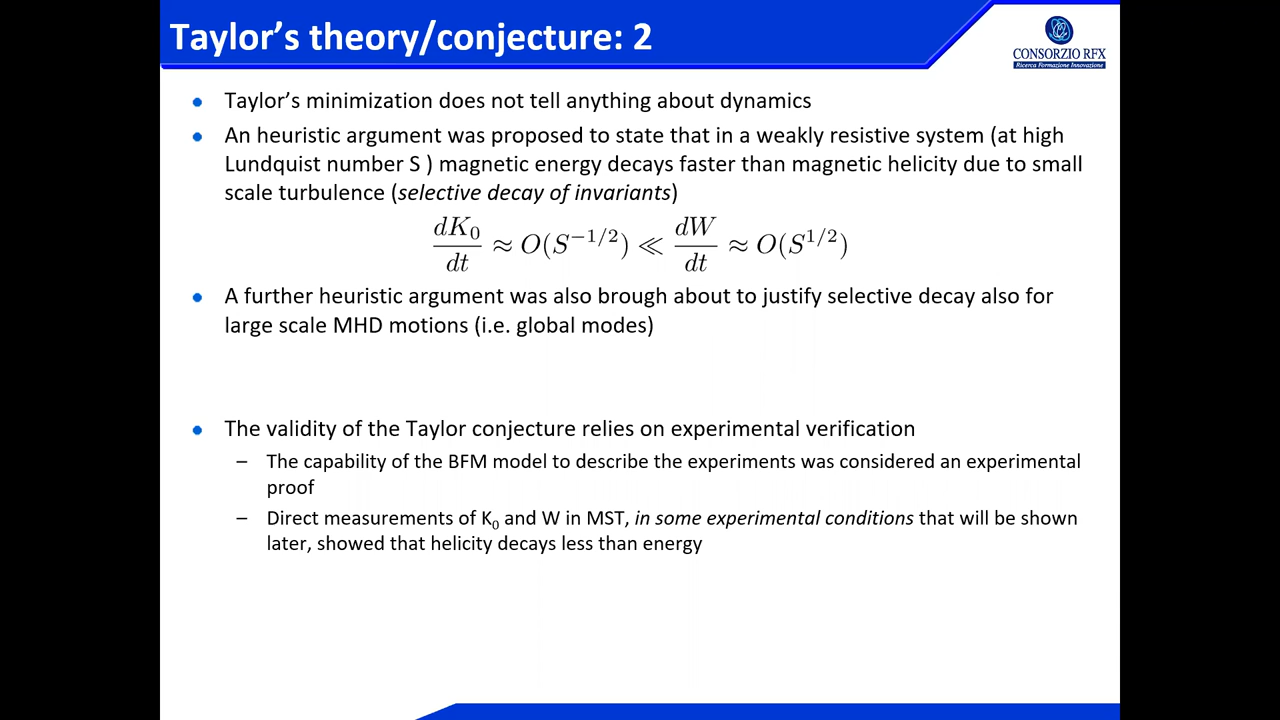 Taylor's theory/conjecture: 2
CONSORZIO RFX
Ricerca Formazione Innovazione
• Taylor's minimization does not tell anything about dynamics
• An heuristic argument was proposed to state that in a weakly resistive system (at high
Lundquist number S ) magnetic energy decays faster than magnetic helicity due to small
scale turbulence (selective decay of invariants)
dK₀/dt ≈ O(S⁻¹/²) ≪ dW/dt ≈ O(S¹/²)
• A further heuristic argument was also brough about to justify selective decay also for
large scale MHD motions (i.e. global modes)
• The validity of the Taylor conjecture relies on experimental verification
– The capability of the BFM model to describe the experiments was considered an experimental
proof
– Direct measurements of K₀ and W in MST, in some experimental conditions that will be shown
later, showed that helicity decays less than energy